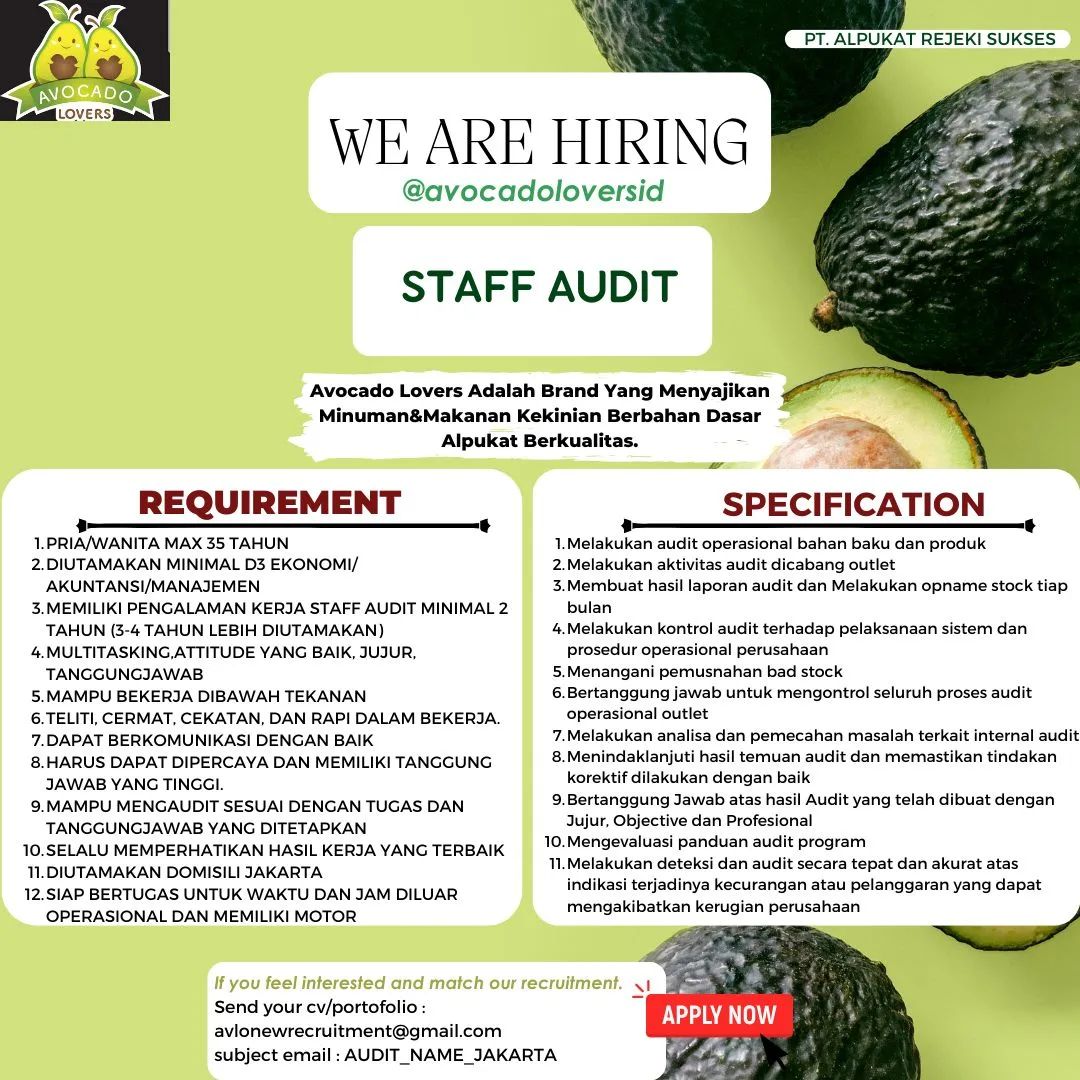 AVOCADO
LOVERS
PT. ALPUKAT REJEKI SUKSES
WE ARE HIRING
@avocadoloversid
STAFF AUDIT
Avocado Lovers Adalah Brand Yang Menyajikan
Minuman&Makanan Kekinian Berbahan Dasar
Alpukat Berkualitas.
REQUIREMENT
1. PRIA/WANITA MAX 35 TAHUN
2. DIUTAMAKAN MINIMAL D3 EKONOMI/
AKUNTANSI/MANAJEMEN
3. MEMILIKI PENGALAMAN KERJA STAFF AUDIT MINIMAL 2
TAHUN (3-4 TAHUN LEBIH DIUTAMAKAN)
4. MULTITASKING,ATTITUDE YANG BAIK, JUJUR,
TANGGUNGJAWAB
5. MAMPU BEKERJA DIBAWAH TEKANAN
6. TELITI, CERMAT, CEKATAN, DAN RAPI DALAM BEKERJA.
7. DAPAT BERKOMUNIKASI DENGAN BAIK
8. HARUS DAPAT DIPERCAYA DAN MEMILIKI TANGGUNG
JAWAB YANG TINGGI.
9. MAMPU MENGAUDIT SESUAI DENGAN TUGAS DAN
TANGGUNGJAWAB YANG DITETAPKAN
10. SELALU MEMPERHATIKAN HASIL KERJA YANG TERBAIK
11. DIUTAMAKAN DOMISILI JAKARTA
12. SIAP BERTUGAS UNTUK WAKTU DAN JAM DILUAR
OPERASIONAL DAN MEMILIKI MOTOR
SPECIFICATION
1. Melakukan audit operasional bahan baku dan produk
2. Melakukan aktivitas audit dicabang outlet
3. Membuat hasil laporan audit dan Melakukan opname stock tiap
bulan
4. Melakukan kontrol audit terhadap pelaksanaan sistem dan
prosedur operasional perusahaan
5. Menangani pemusnahan bad stock
6. Bertanggung jawab untuk mengontrol seluruh proses audit
operasional outlet
7. Melakukan analisa dan pemecahan masalah terkait internal audit
8. Menindaklanjuti hasil temuan audit dan memastikan tindakan
korektif dilakukan dengan baik
9. Bertanggung Jawab atas hasil Audit yang telah dibuat dengan
Jujur, Objective dan Profesional
10. Mengevaluasi panduan audit program
11. Melakukan deteksi dan audit secara tepat dan akurat atas
indikasi terjadinya kecurangan atau pelanggaran yang dapat
mengakibatkan kerugian perusahaan
If you feel interested and match our recruitment.
Send your cv/portofolio :
avlonewrecruitment@gmail.com
subject email : AUDIT_NAME_JAKARTA
APPLY NOW